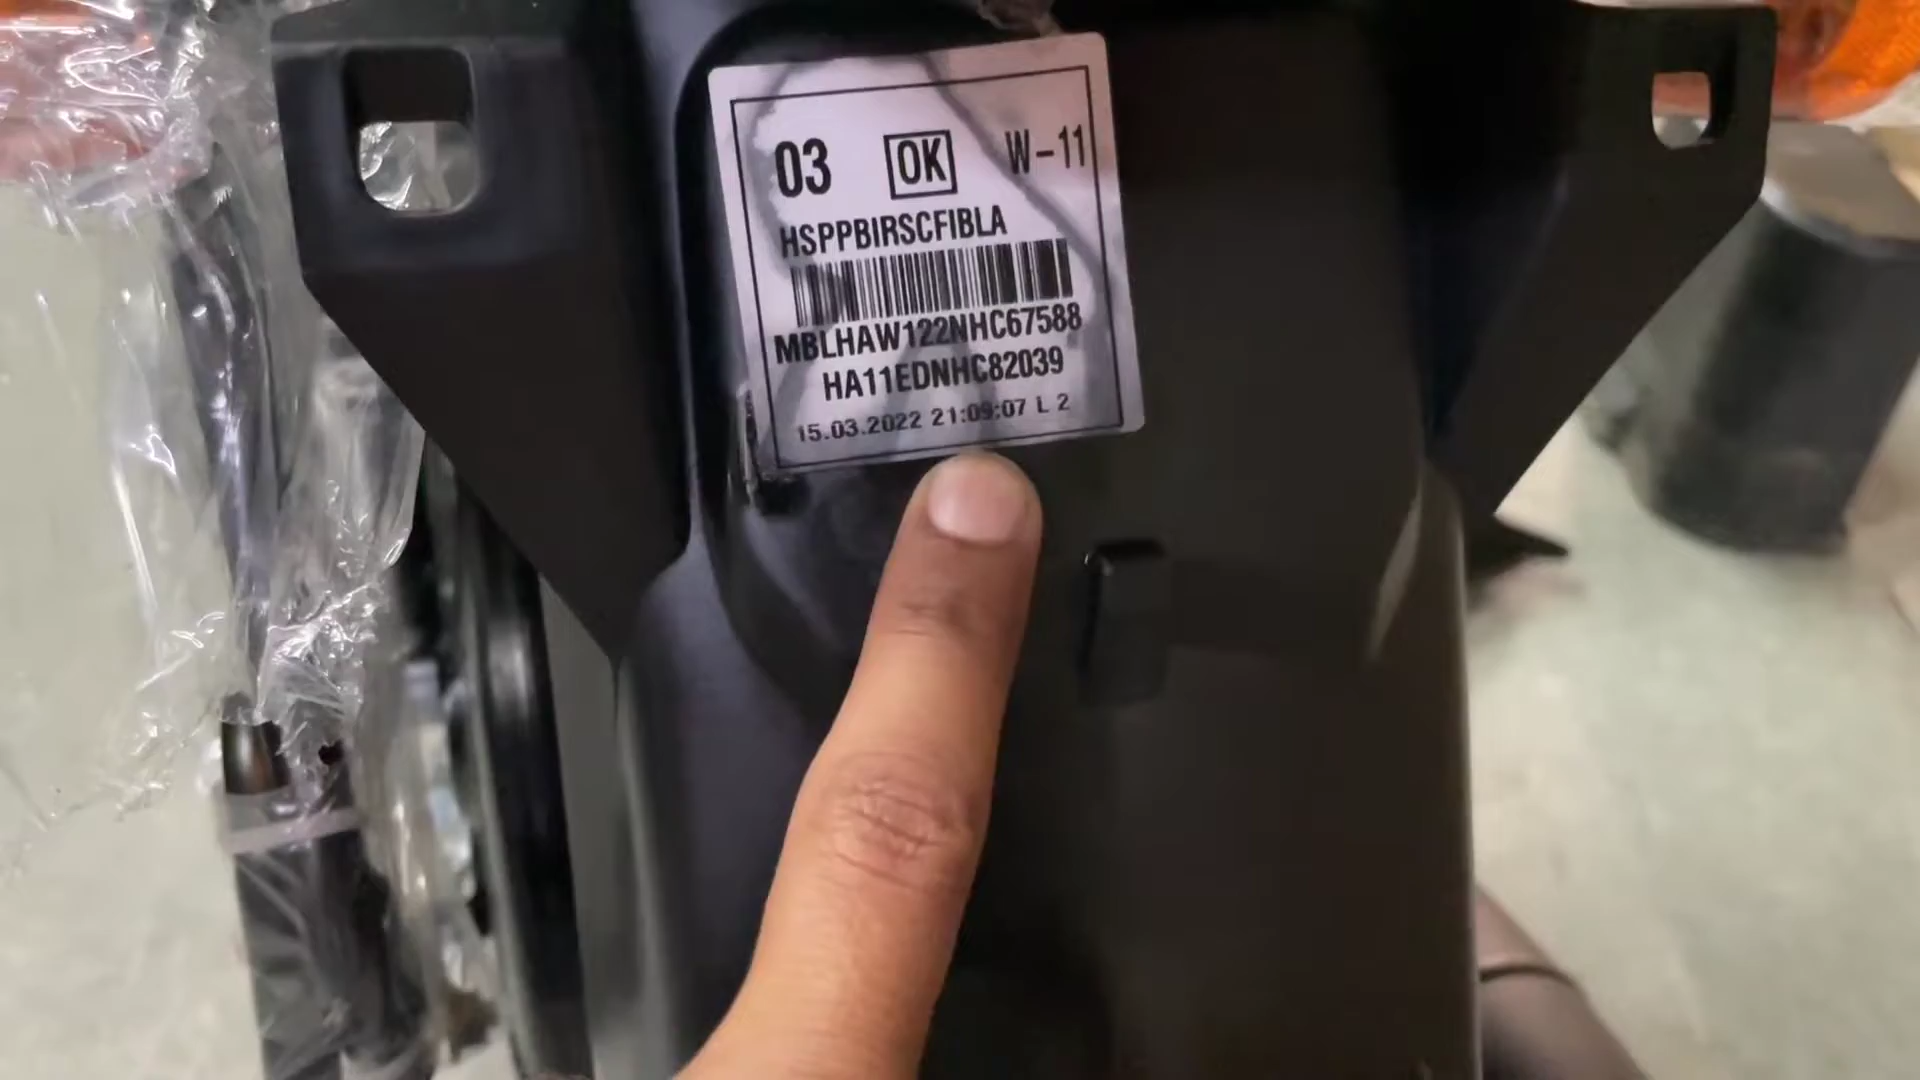 03 OK W-11
HSPPBIRSCFIBLA
MBLHAW122NHC67588
HA11EDNHC82039
15.03.2022 21:09:07 L 2